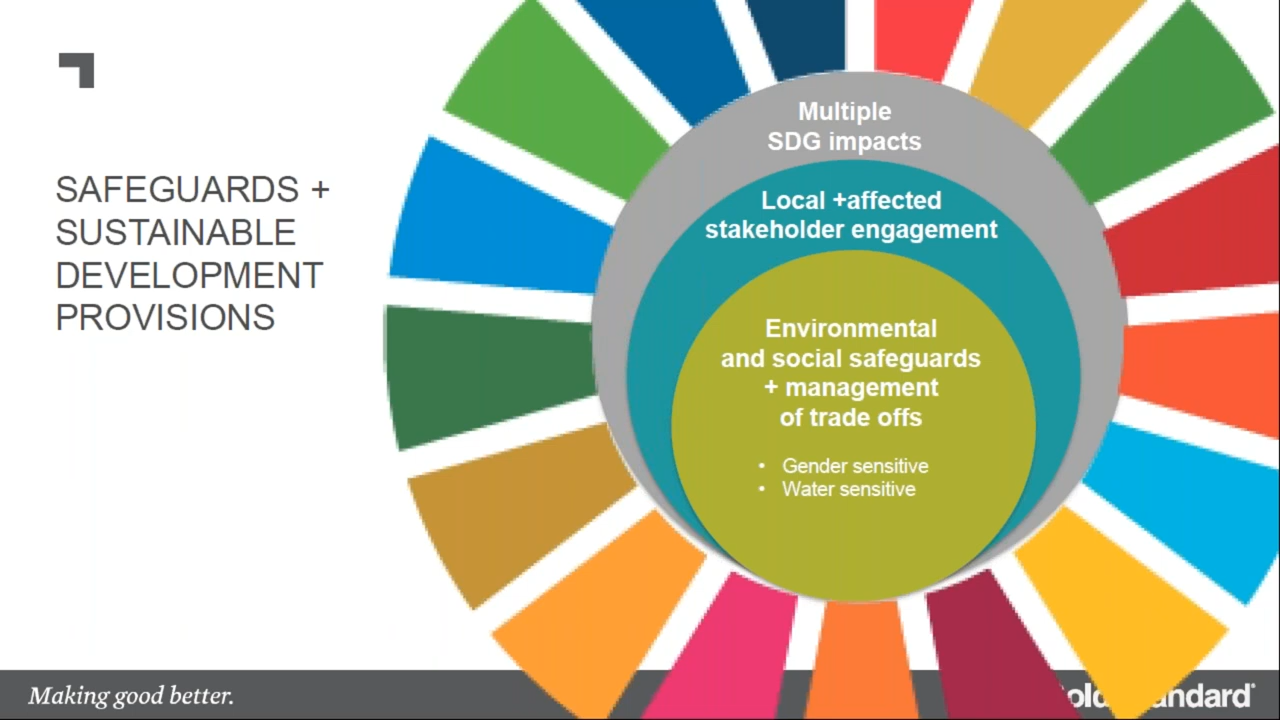 SAFEGUARDS +
SUSTAINABLE
DEVELOPMENT
PROVISIONS
Multiple
SDG impacts
Local +affected
stakeholder engagement
Environmental
and social safeguards
+ management
of trade offs
• Gender sensitive
• Water sensitive
Making good better.